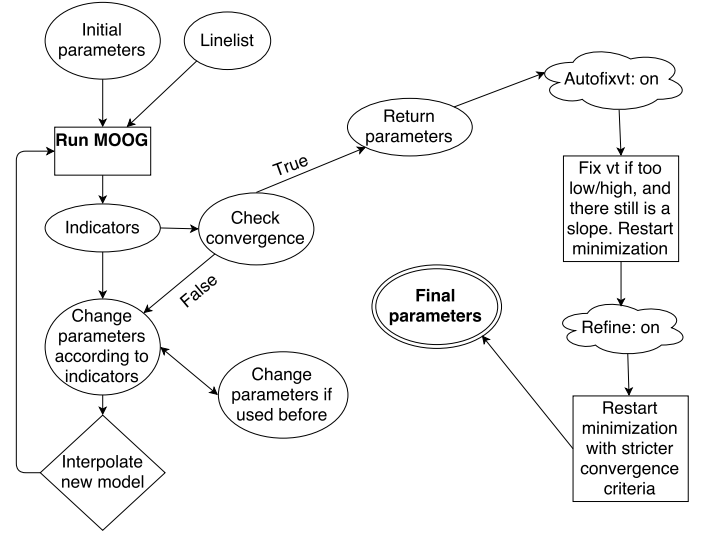 Initial
parameters
Linelist
Run MOOG
Indicators
Check
convergence
True
False
Return
parameters
Autofixvt: on
Fix vt if too
low/high, and
there still is a
slope. Restart
minimization
Refine: on
Restart
minimization
with stricter
convergence
criteria
Final
parameters
Change
parameters
according to
indicators
Change
parameters if
used before
Interpolate
new model